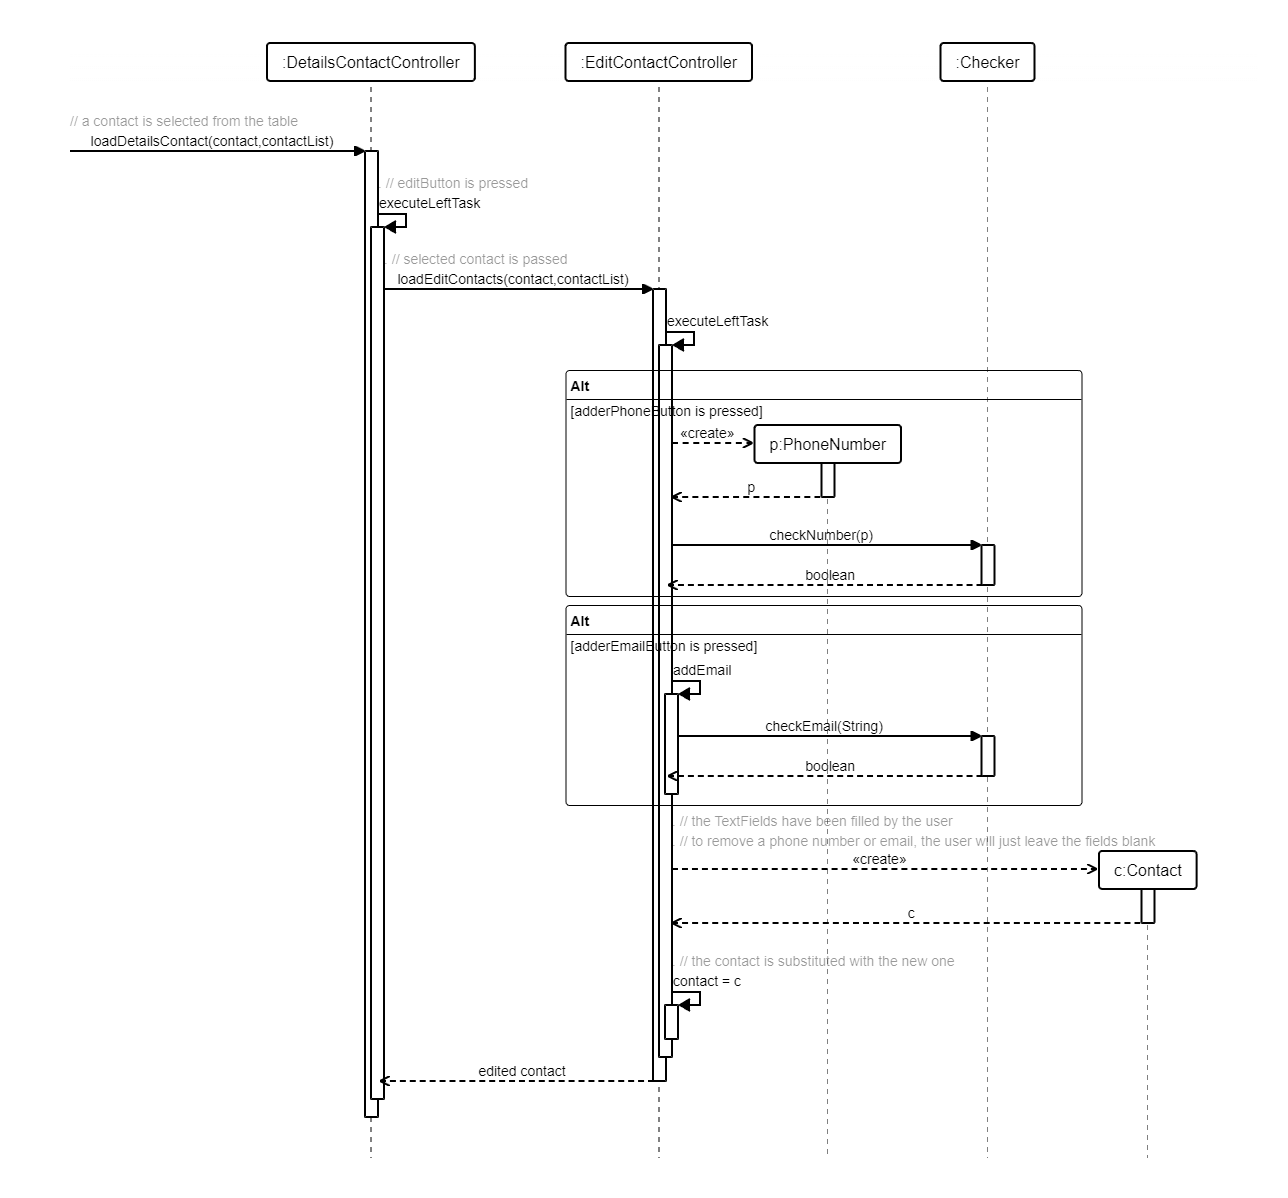 :DetailsContactController
:EditContactController
:Checker
// a contact is selected from the table
loadDetailsContact(contact,contactList)
// editButton is pressed
executeLeftTask
// selected contact is passed
loadEditContacts(contact,contactList)
executeLeftTask
Alt
[adderPhoneButton is pressed]
«create»
p:PhoneNumber
p
checkNumber(p)
boolean
Alt
[adderEmailButton is pressed]
addEmail
checkEmail(String)
boolean
// the TextFields have been filled by the user
// to remove a phone number or email, the user will just leave the fields blank
«create»
c:Contact
c
// the contact is substituted with the new one
contact = c
edited contact